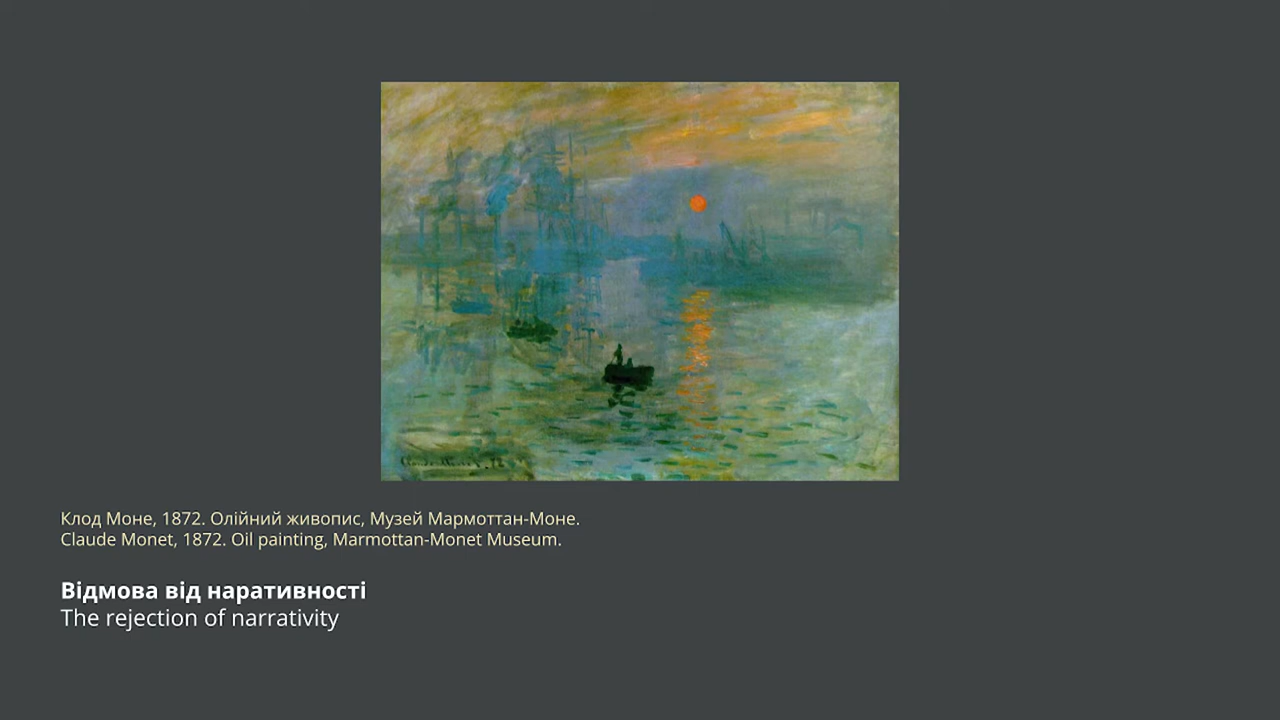 Клод Моне, 1872. Олійний живопис, Музей Мармоттан-Моне.
Claude Monet, 1872. Oil painting, Marmottan-Monet Museum.
Відмова від наративності
The rejection of narrativity